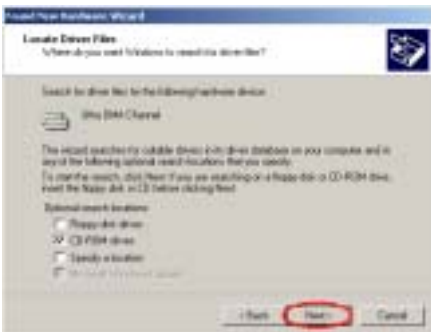 Found New Hardware Wizard
Locate Driver Files
Where do you want Windows to search for driver files?
Search for driver files for the following hardware device:
DMA Channel
The wizard searches for suitable drivers in its driver database on your computer and in
any of the following optional search locations that you specify.
To start the search, click Next. If you are searching on a floppy disk or CD-ROM drive,
insert the floppy disk or CD before clicking Next.
Optional search locations:
Floppy disk drives
CD-ROM drives
Specify a location
Microsoft Windows Update
< Back
Next >
Cancel